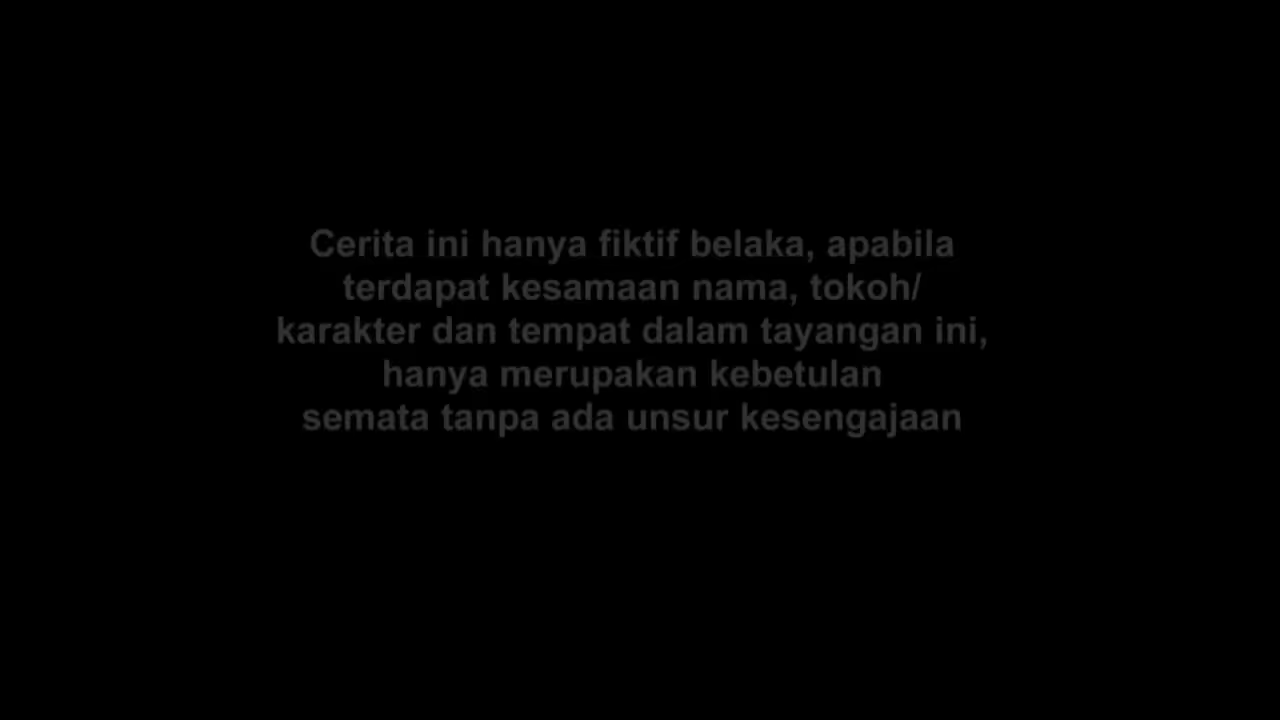 Cerita ini hanya fiktif belaka, apabila
terdapat kesamaan nama, tokoh/
karakter dan tempat dalam tayangan ini,
hanya merupakan kebetulan
semata tanpa ada unsur kesengajaan